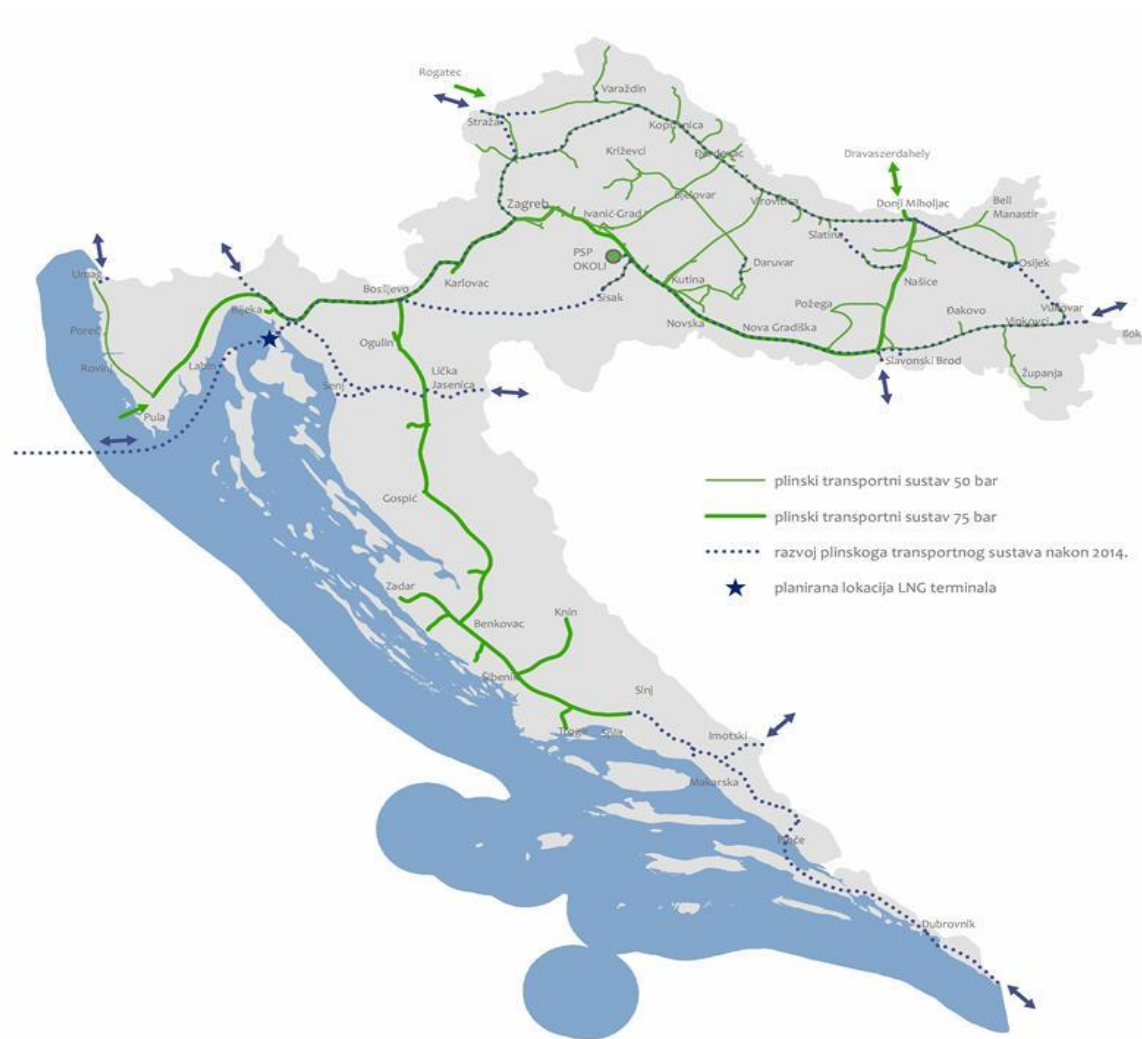 Rogatec
Varaždin
Straža
Koprivnica
Križevci
Đurđevac
Dravaszerdahely
Bjelovar
Zagreb
Virovitica
Donji Miholjac
Beli
Manastir
Ivanić-Grad
Slatina
PSP
OKOLI
Daruvar
Osijek
Umag
Karlovac
Kutina
Našice
Bosiljevo
Sisak
Požega
Vukovar
Rijeka
Đakovo
Vinkovci
Poreč
Novska
Nova Gradiška
Ilok
Ogulin
Slavonski Brod
Rovinj
Labin
Lička
Jasenica
Županja
Senj
Pula
plinski transportni sustav 50 bar
Gospić
plinski transportni sustav 75 bar
razvoj plinskoga transportnog sustava nakon 2014.
planirana lokacija LNG terminala
Zadar
Knin
Benkovac
Šibenik
Sinj
Trogir
Split
Imotski
Makarska
Ploče
Dubrovnik